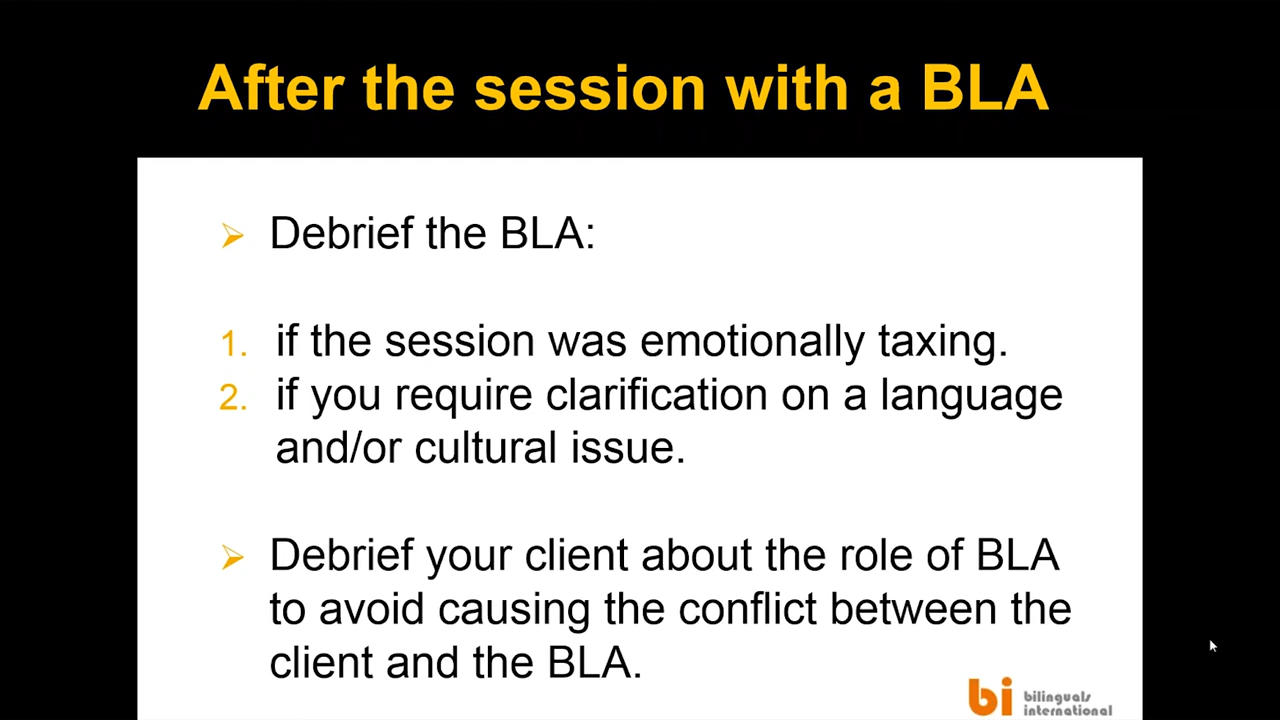 After the session with a BLA
Debrief the BLA:
1. if the session was emotionally taxing.
2. if you require clarification on a language
and/or cultural issue.
Debrief your client about the role of BLA
to avoid causing the conflict between the
client and the BLA.
bi bilinguals
international